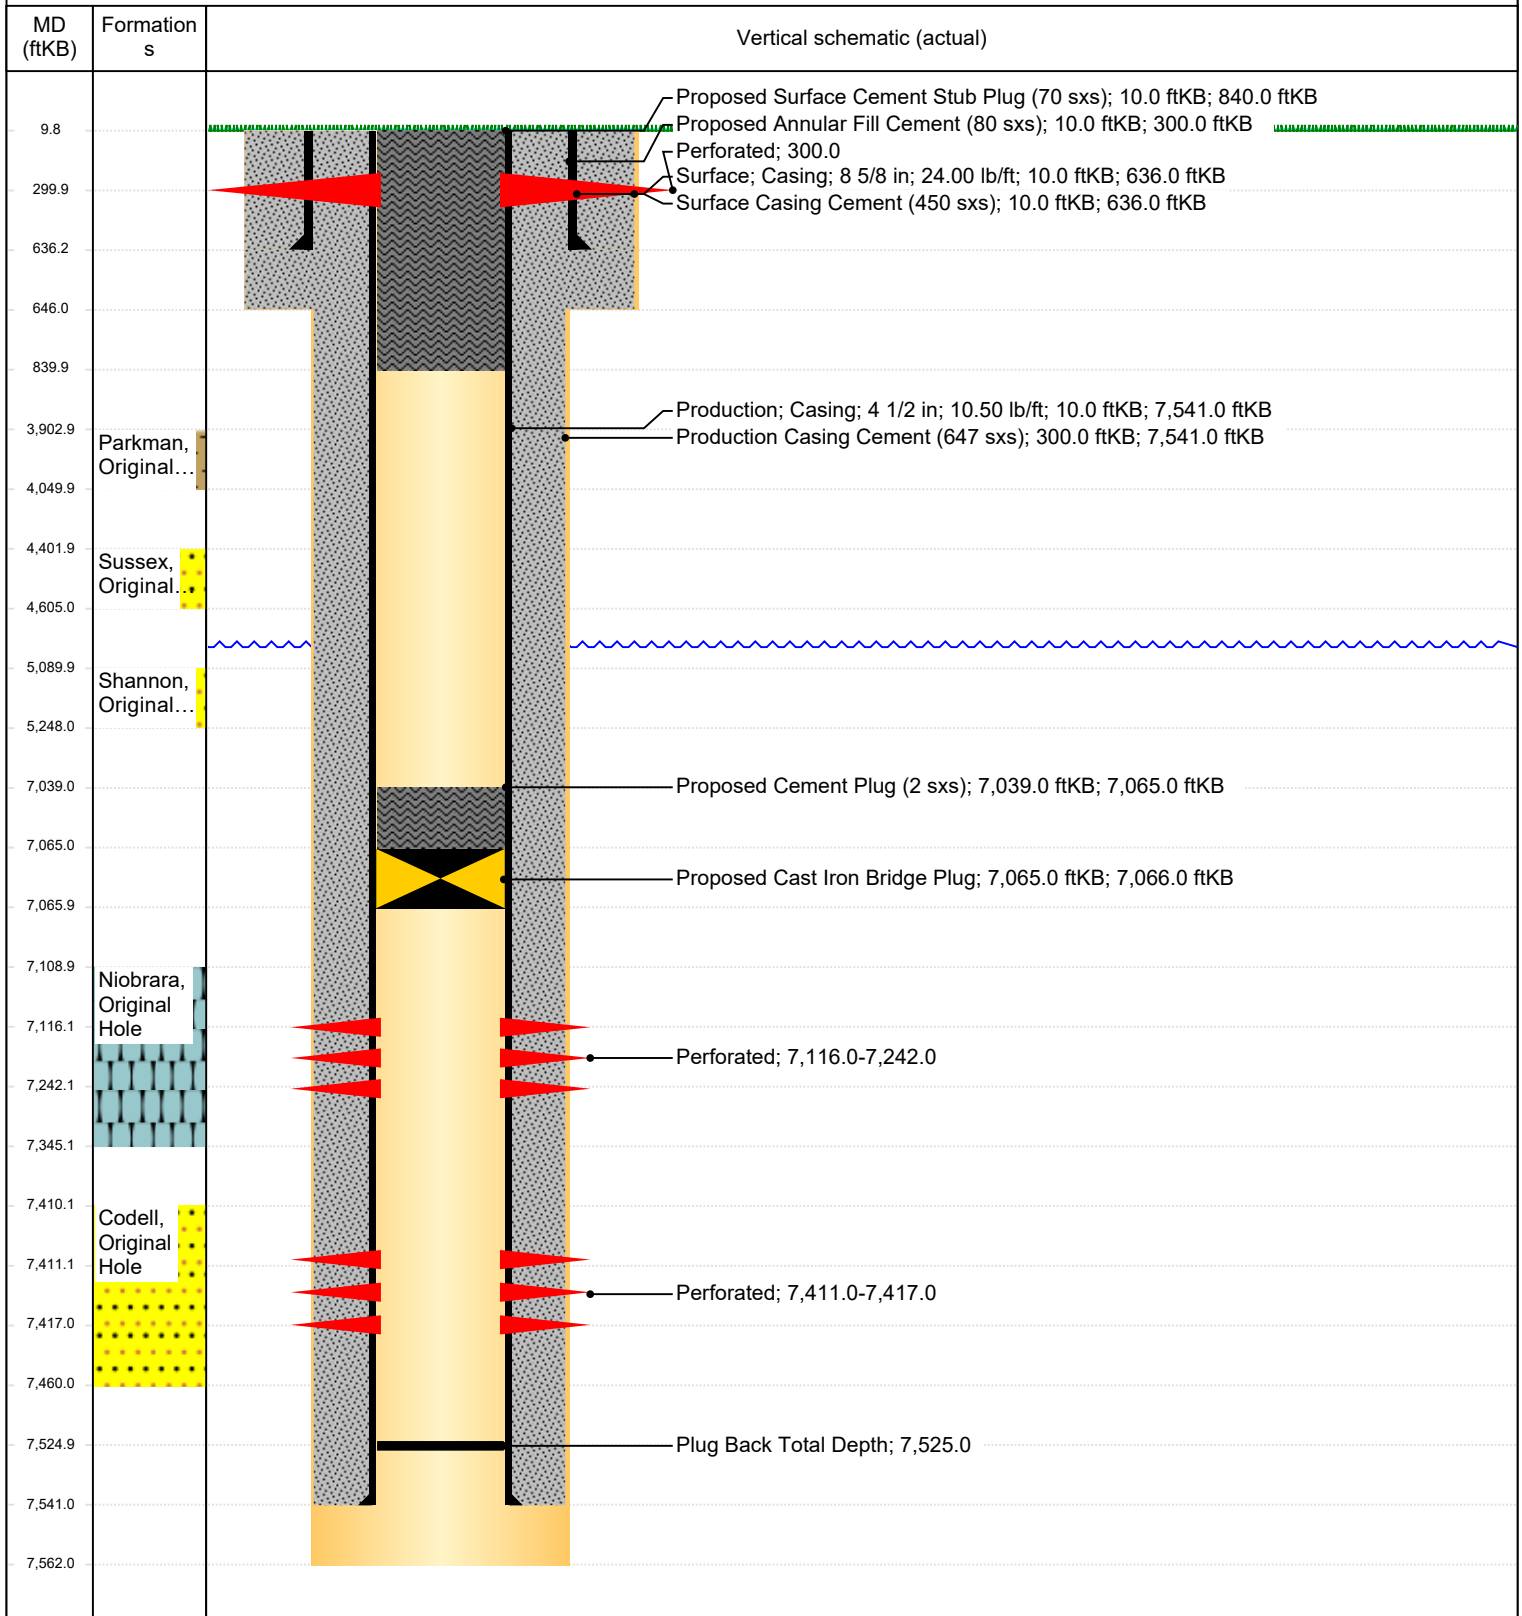 MD
(ftKB)
Formation
s
Vertical schematic (actual)
9.8
299.9
636.2
646.0
839.9
3,902.9
4,049.9
4,401.9
4,605.0
5,089.9
5,248.0
7,039.0
7,065.0
7,065.9
7,108.9
7,116.1
7,242.1
7,345.1
7,410.1
7,411.1
7,417.0
7,460.0
7,524.9
7,541.0
7,562.0
Parkman,
Original…
Sussex,
Original…
Shannon,
Original…
Niobrara,
Original
Hole
Codell,
Original
Hole
Proposed Surface Cement Stub Plug (70 sxs); 10.0 ftKB; 840.0 ftKB
Proposed Annular Fill Cement (80 sxs); 10.0 ftKB; 300.0 ftKB
Perforated; 300.0
Surface; Casing; 8 5/8 in; 24.00 lb/ft; 10.0 ftKB; 636.0 ftKB
Surface Casing Cement (450 sxs); 10.0 ftKB; 636.0 ftKB
Production; Casing; 4 1/2 in; 10.50 lb/ft; 10.0 ftKB; 7,541.0 ftKB
Production Casing Cement (647 sxs); 300.0 ftKB; 7,541.0 ftKB
Proposed Cement Plug (2 sxs); 7,039.0 ftKB; 7,065.0 ftKB
Proposed Cast Iron Bridge Plug; 7,065.0 ftKB; 7,066.0 ftKB
Perforated; 7,116.0-7,242.0
Perforated; 7,411.0-7,417.0
Plug Back Total Depth; 7,525.0